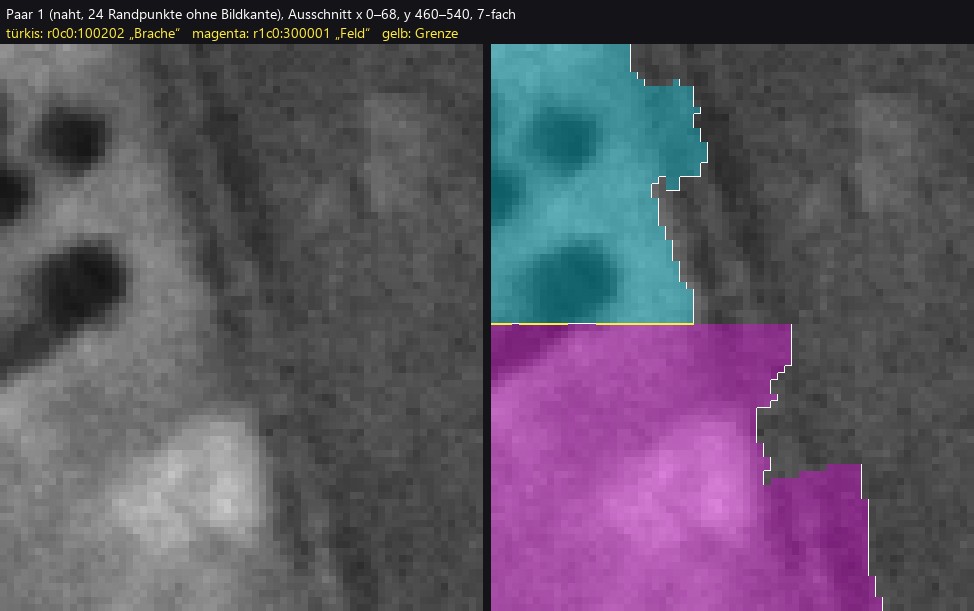 Paar 1 (naht, 24 Randpunkte ohne Bildkante), Ausschnitt x 0–68, y 460–540, 7-fach
türkis: r0c0:100202 „Brache“ magenta: r1c0:300001 „Feld“ gelb: Grenze